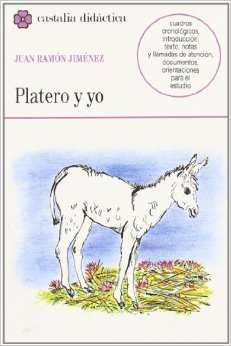 castalia didáctica
JUAN RAMÓN JIMÉNEZ
Platero y yo
cuadros
cronológicos,
introducción,
texto, notas
y llamadas de atención,
documentos,
orientaciones
para el
estudio